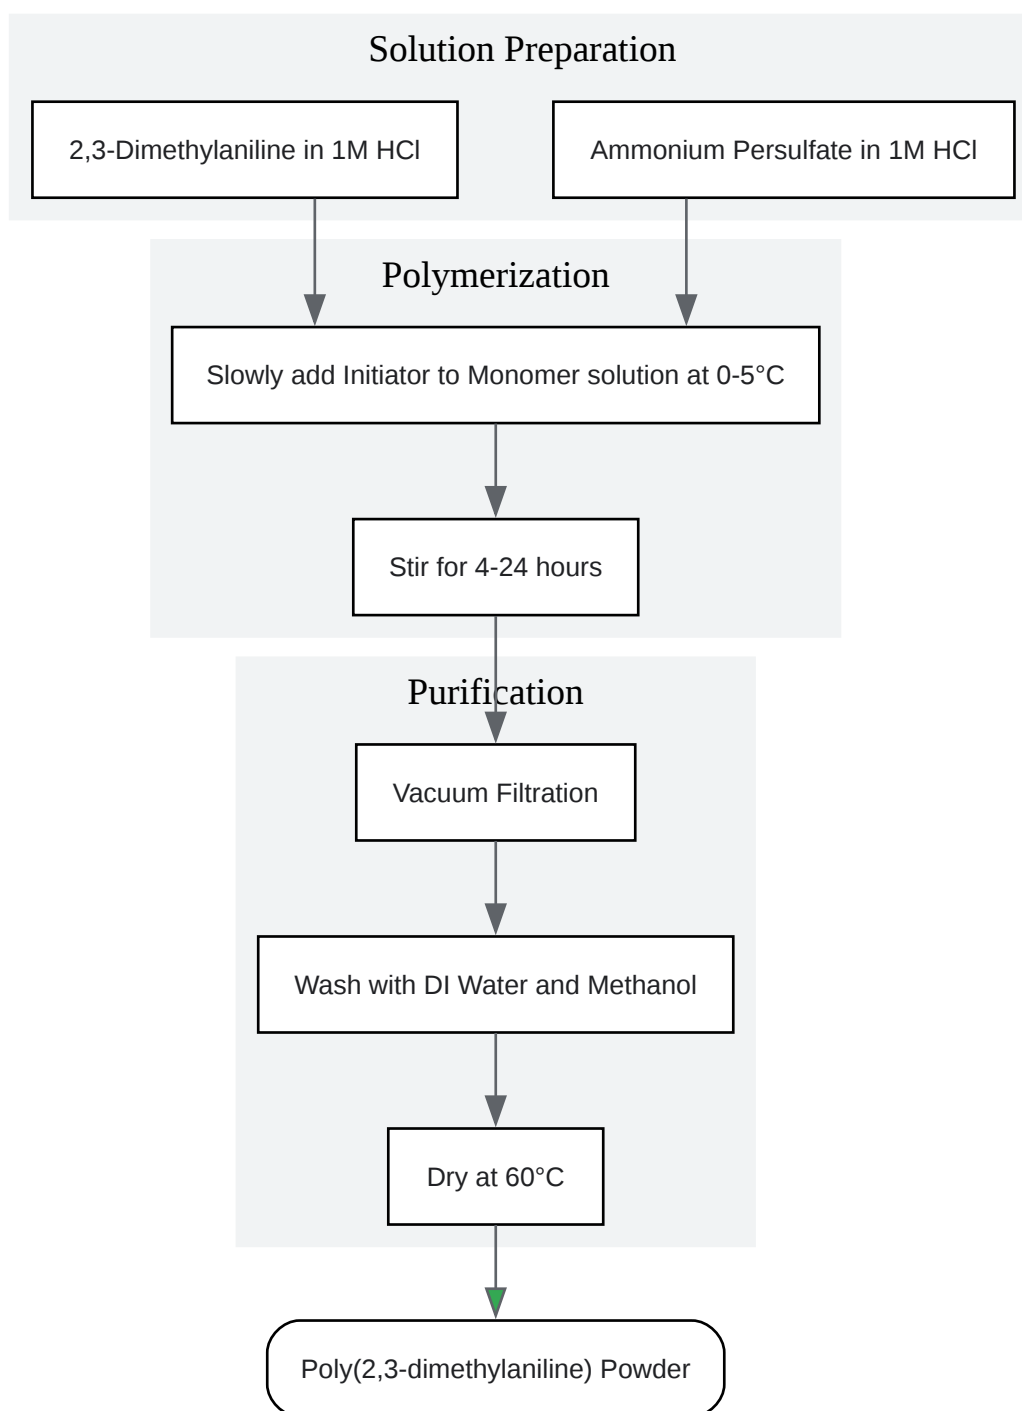 Solution Preparation
2,3-Dimethylaniline in 1M HCl
Ammonium Persulfate in 1M HCl
Polymerization
Slowly add Initiator to Monomer solution at 0-5°C
Stir for 4-24 hours
Purification
Vacuum Filtration
Wash with DI Water and Methanol
Dry at 60°C
Poly(2,3-dimethylaniline) Powder